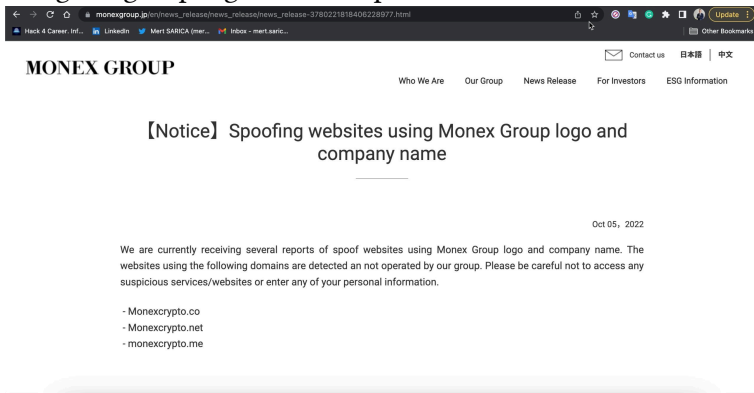 monexgroup.jp/en/news_release/news_release/news_release-3780221818406228977.html
Update
Hack 4 Career. Inf...
LinkedIn
Mert SARICA (mer...
Inbox - mert.saric...
Other Bookmarks
MONEX GROUP
Contact us
日本語
中文
Who We Are
Our Group
News Release
For Investors
ESG Information
【Notice】Spoofing websites using Monex Group logo and
company name
Oct 05, 2022
We are currently receiving several reports of spoof websites using Monex Group logo and company name. The
websites using the following domains are detected an not operated by our group. Please be careful not to access any
suspicious services/websites or enter any of your personal information.
- Monexcrypto.co
- Monexcrypto.net
- monexcrypto.me